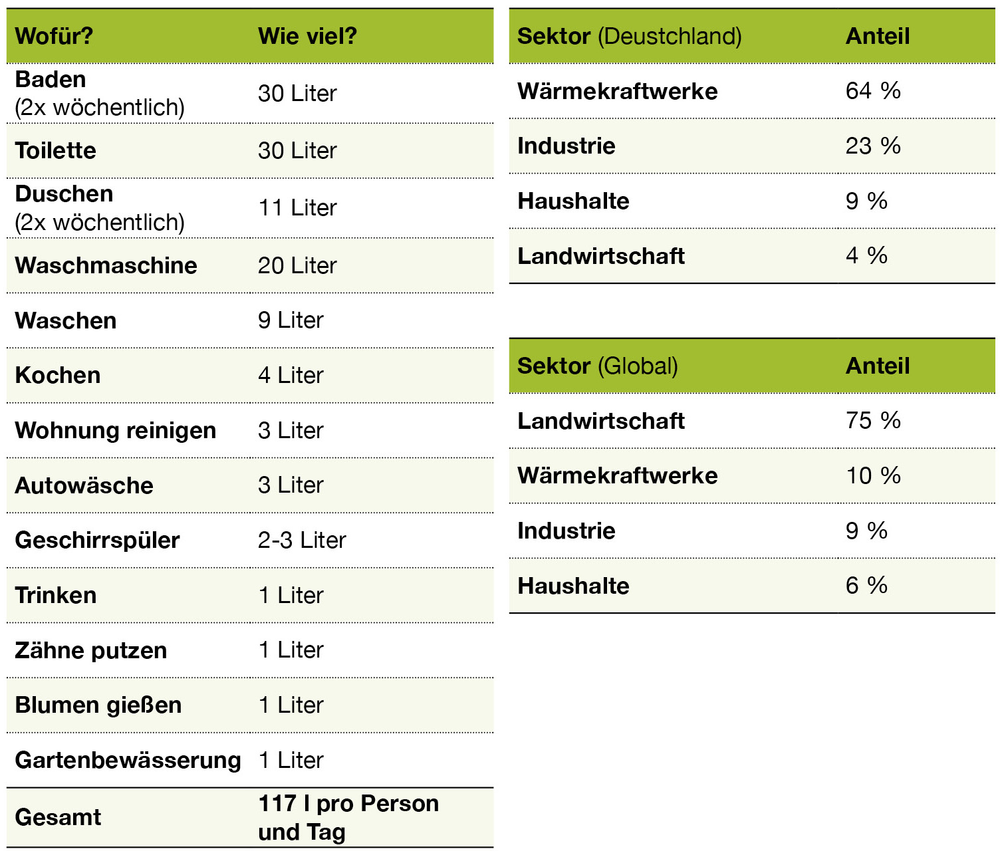 Wofür? Wie viel?
Baden
(2x wöchentlich)
30 Liter
Toilette 30 Liter
Duschen
(2x wöchentlich)
11 Liter
Waschmaschine 20 Liter
Waschen 9 Liter
Kochen 4 Liter
Wohnung reinigen 3 Liter
Autowäsche 3 Liter
Geschirrspüler 2-3 Liter
Trinken 1 Liter
Zähne putzen 1 Liter
Blumen gießen 1 Liter
Gartenbewässerung 1 Liter
Gesamt
117 l pro Person
und Tag
Sektor (Deustchland) Anteil
Wärmekraftwerke 64 %
Industrie 23 %
Haushalte 9 %
Landwirtschaft 4 %
Sektor (Global) Anteil
Landwirtschaft 75 %
Wärmekraftwerke 10 %
Industrie 9 %
Haushalte 6 %